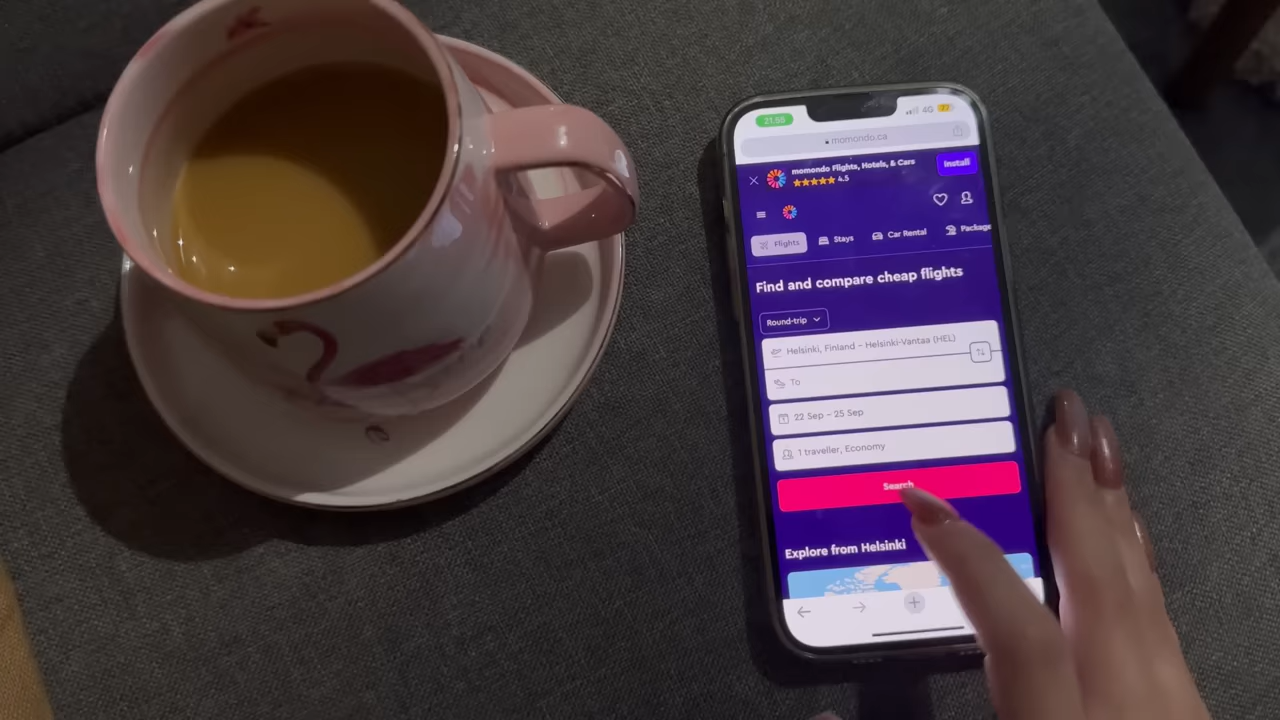 21.55
4G 77
momondo.ca
momondo Flights, Hotels, & Cars
4.5
Install
Flights
Stays
Car Rental
Package
Find and compare cheap flights
Round-trip
Helsinki, Finland – Helsinki-Vantaa (HEL)
To
22 Sep – 25 Sep
1 traveller, Economy
Search
Explore from Helsinki